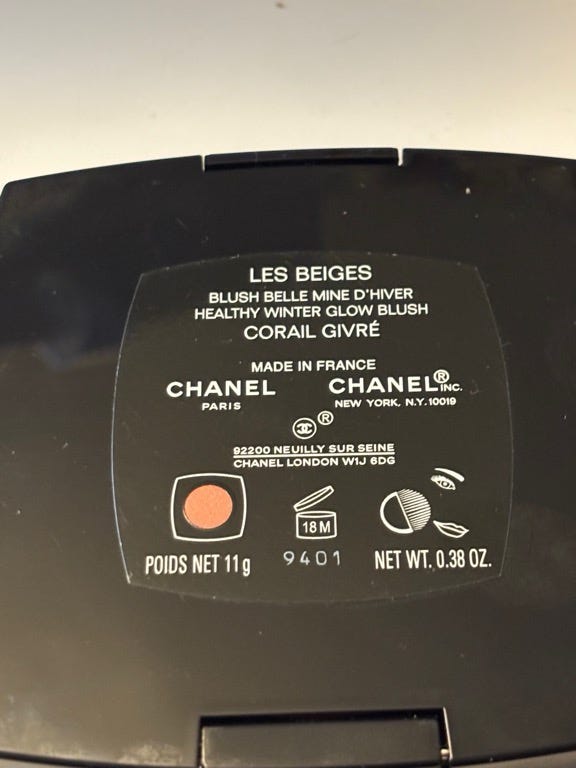 LES BEIGES
BLUSH BELLE MINE D'HIVER
HEALTHY WINTER GLOW BLUSH
CORAIL GIVRÉ
MADE IN FRANCE
CHANEL CHANEL® INC.
PARIS NEW YORK, N.Y. 10019
®
92200 NEUILLY SUR SEINE
CHANEL LONDON W1J 6DG
18 M
POIDS NET 11 g 9401 NET WT. 0.38 OZ.